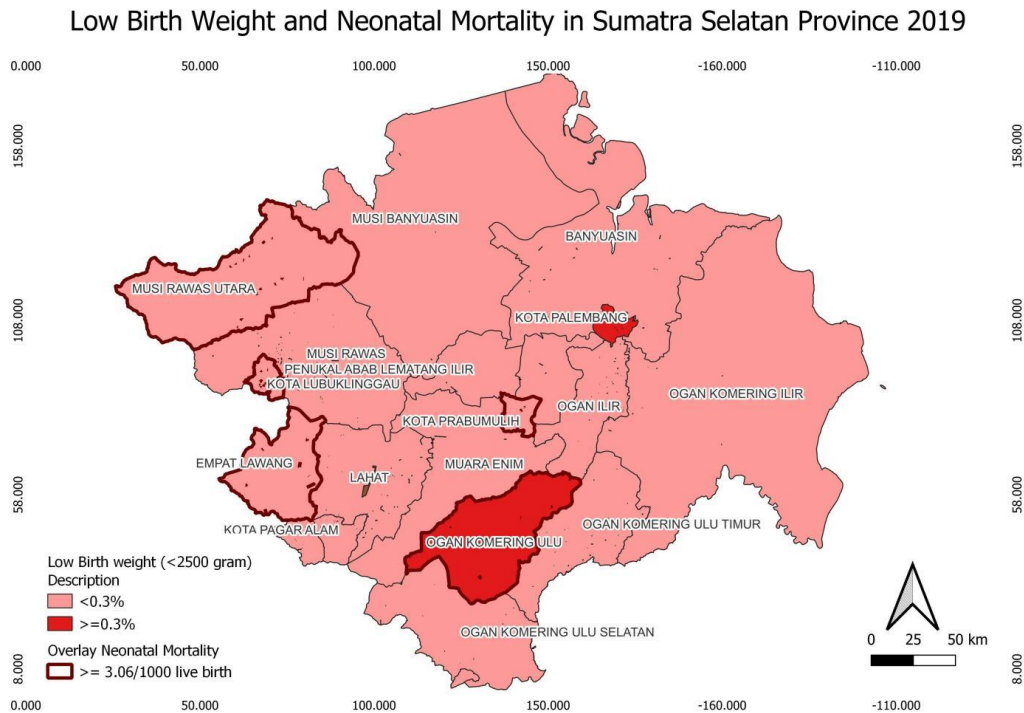 Low Birth Weight and Neonatal Mortality in Sumatra Selatan Province 2019
0.000 50.000 100.000 150.000 -160.000 -110.000
158.000 158.000
MUSI BANYUASIN
BANYUASIN
MUSI RAWAS UTARA
108.000 108.000
KOTA PALEMBANG
MUSI RAWAS
PENUKAL ABAB LEMATANG ILIR
KOTA LUBUKLINGGAU
OGAN KOMERING ILIR
OGAN ILIR
KOTA PRABUMULIH
EMPAT LAWANG
MUARA ENIM
LAHAT
58.000 58.000
OGAN KOMERING ULU TIMUR
KOTA PAGAR ALAM
OGAN KOMERING ULU
OGAN KOMERING ULU SELATAN
Low Birth weight (<2500 gram)
Description
<0.3%
>=0.3%
Overlay Neonatal Mortality
>= 3.06/1000 live birth
0 25 50 km
8.000 8.000
0.000 50.000 100.000 150.000 -160.000 -110.000